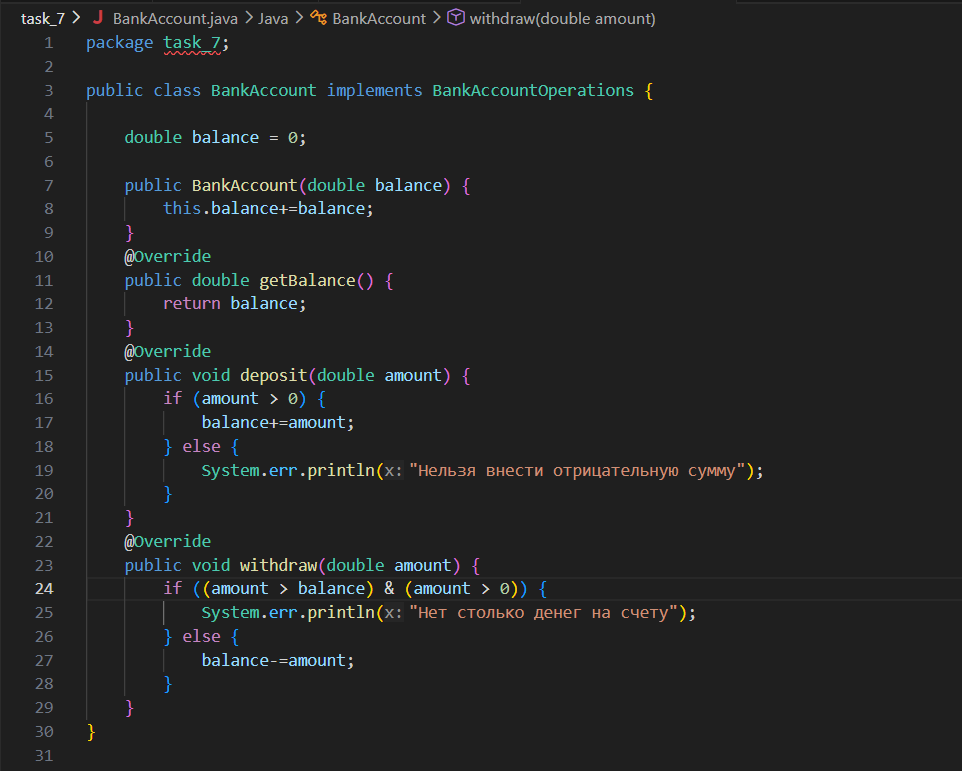 task_7 > J BankAccount.java > Java > BankAccount > withdraw(double amount)
1 package task_7;
2
3 public class BankAccount implements BankAccountOperations {
4
5 double balance = 0;
6
7 public BankAccount(double balance) {
8 this.balance+=balance;
9 }
10 @Override
11 public double getBalance() {
12 return balance;
13 }
14 @Override
15 public void deposit(double amount) {
16 if (amount > 0) {
17 balance+=amount;
18 } else {
19 System.err.println(x: "Нельзя внести отрицательную сумму");
20 }
21 }
22 @Override
23 public void withdraw(double amount) {
24 if ((amount > balance) & (amount > 0)) {
25 System.err.println(x: "Нет столько денег на счету");
26 } else {
27 balance-=amount;
28 }
29 }
30 }
31